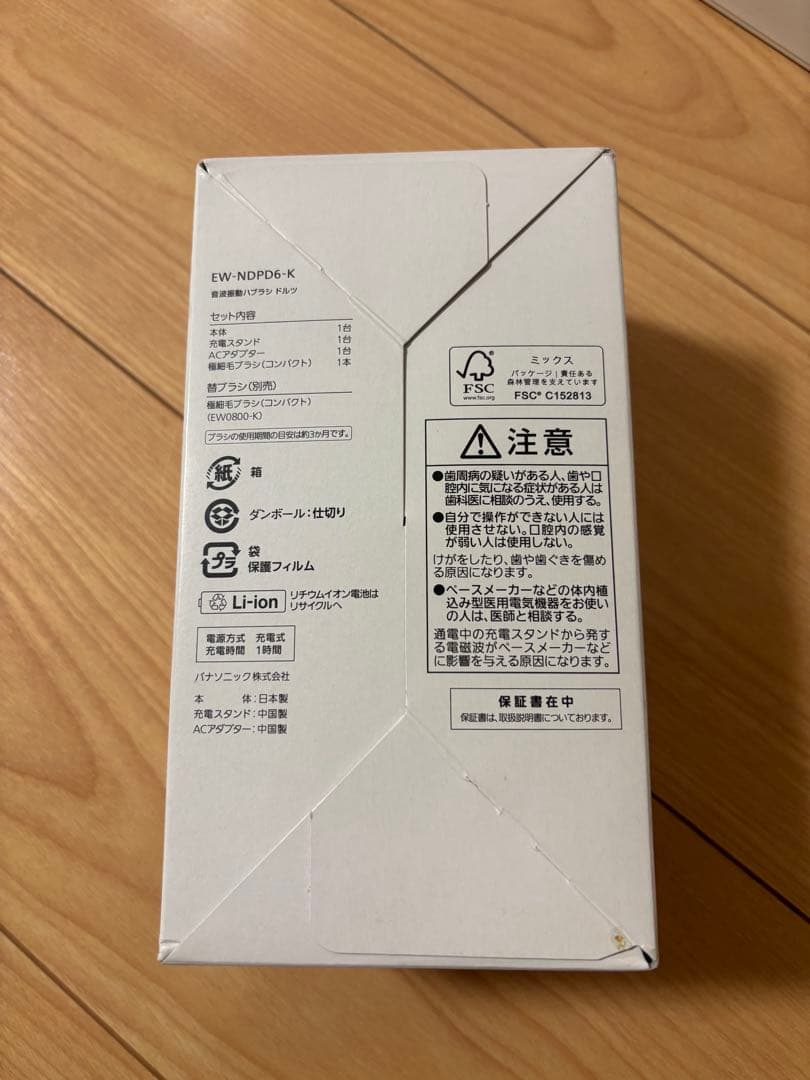 EW-NDPD6-K
音波振動ハブラシ ドルツ
セット内容
本体 1台
充電スタンド 1台
ACアダプター 1台
極細毛ブラシ(コンパクト) 1本
替ブラシ(別売)
極細毛ブラシ(コンパクト)
(EW0800-K)
ブラシの使用期間の目安は約3か月です。
紙 箱
ダンボール:仕切り
プラ 袋
保護フィルム
Li-ion リチウムイオン電池は
リサイクルへ
電源方式 充電式
充電時間 1時間
パナソニック株式会社
本 体:日本製
充電スタンド:中国製
ACアダプター:中国製
FSC
www.fsc.org
ミックス
パッケージ|責任ある
森林管理を支えています
FSC® C152813
注意
●歯周病の疑いがある人、歯や口
腔内に気になる症状がある人は
歯科医に相談のうえ、使用する。
●自分で操作ができない人には
使用させない。口腔内の感覚
が弱い人は使用しない。
けがをしたり、歯や歯ぐきを傷め
る原因になります。
●ペースメーカーなどの体内植
込み型医用電気機器をお使い
の人は、医師と相談する。
通電中の充電スタンドから発す
る電磁波がペースメーカーなど
に影響を与える原因になります。
保証書在中
保証書は、取扱説明書についております。